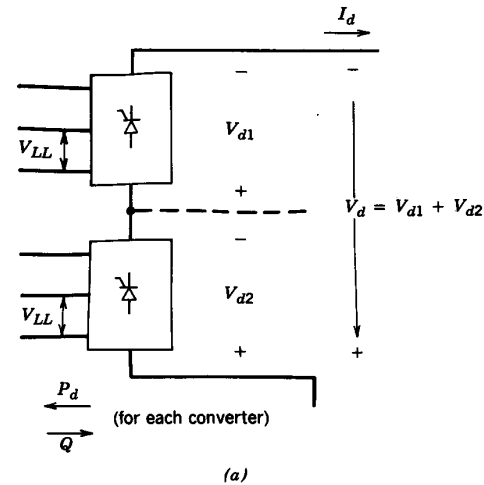 I_d
−
−
V_LL
V_d1
+
V_d = V_d1 + V_d2
−
V_LL
V_d2
+
+
P_d
(for each converter)
Q
(a)